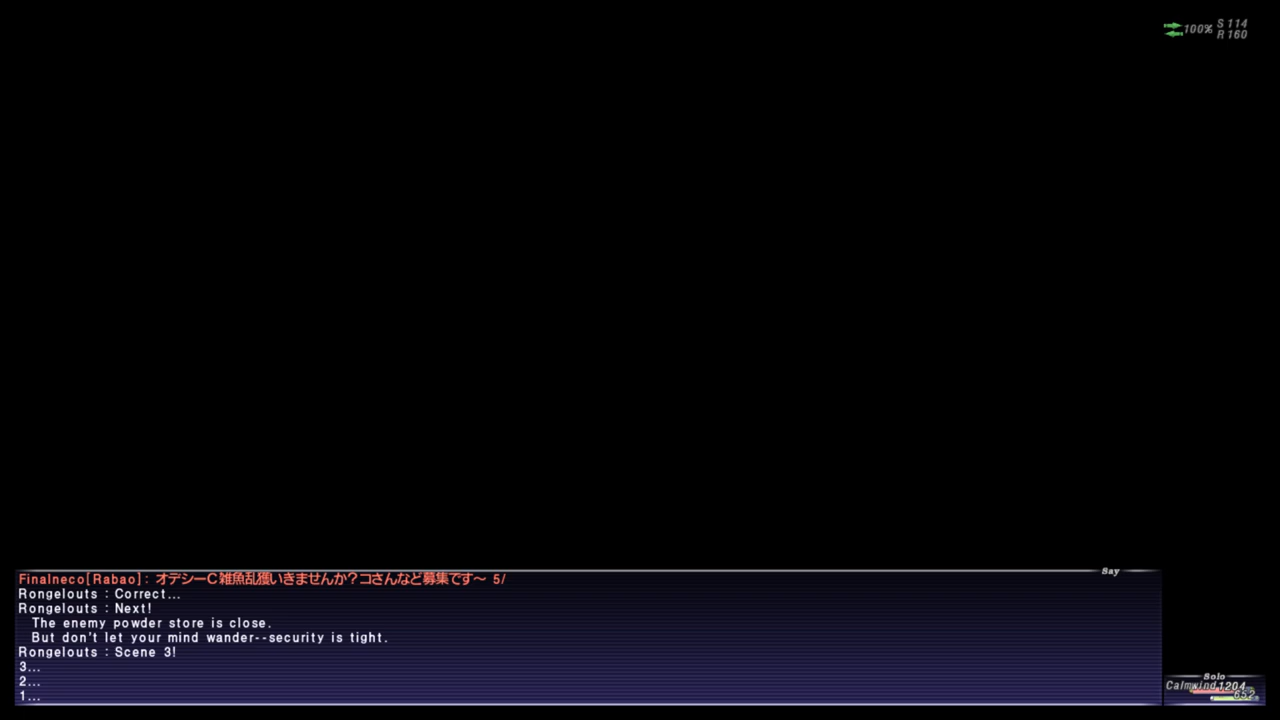 100% S 114
R 160
Say
Finalneco[Rabao]: オデシーC雑魚乱獲いきませんか?コさんなど募集です〜 5/
Rongelouts : Correct...
Rongelouts : Next!
The enemy powder store is close.
But don't let your mind wander--security is tight.
Rongelouts : Scene 3!
3...
2...
1...
Solo
Calmwind 1204
652